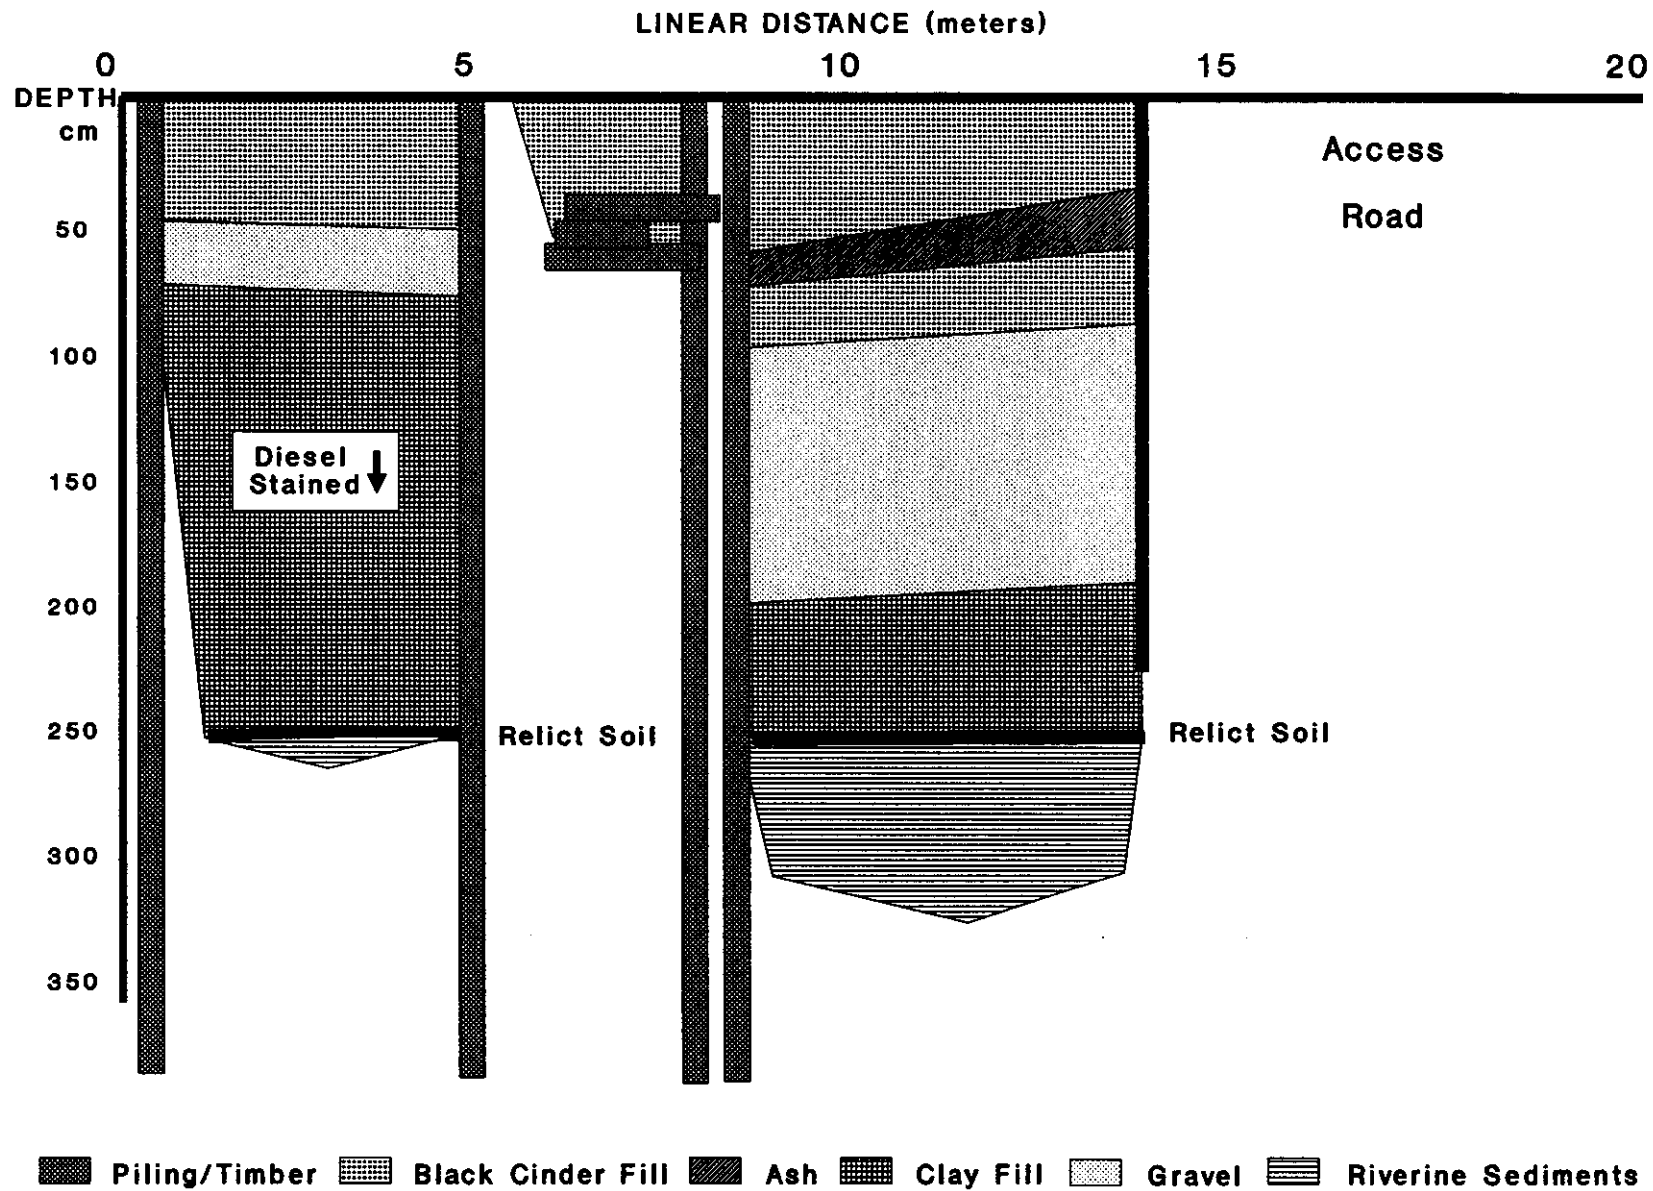 LINEAR DISTANCE (meters)
0 5 10 15 20
DEPTH
cm
Access
Road
50
100
Diesel
Stained
150
200
250
Relict Soil
Relict Soil
300
350
Piling/Timber Black Cinder Fill Ash Clay Fill Gravel Riverine Sediments